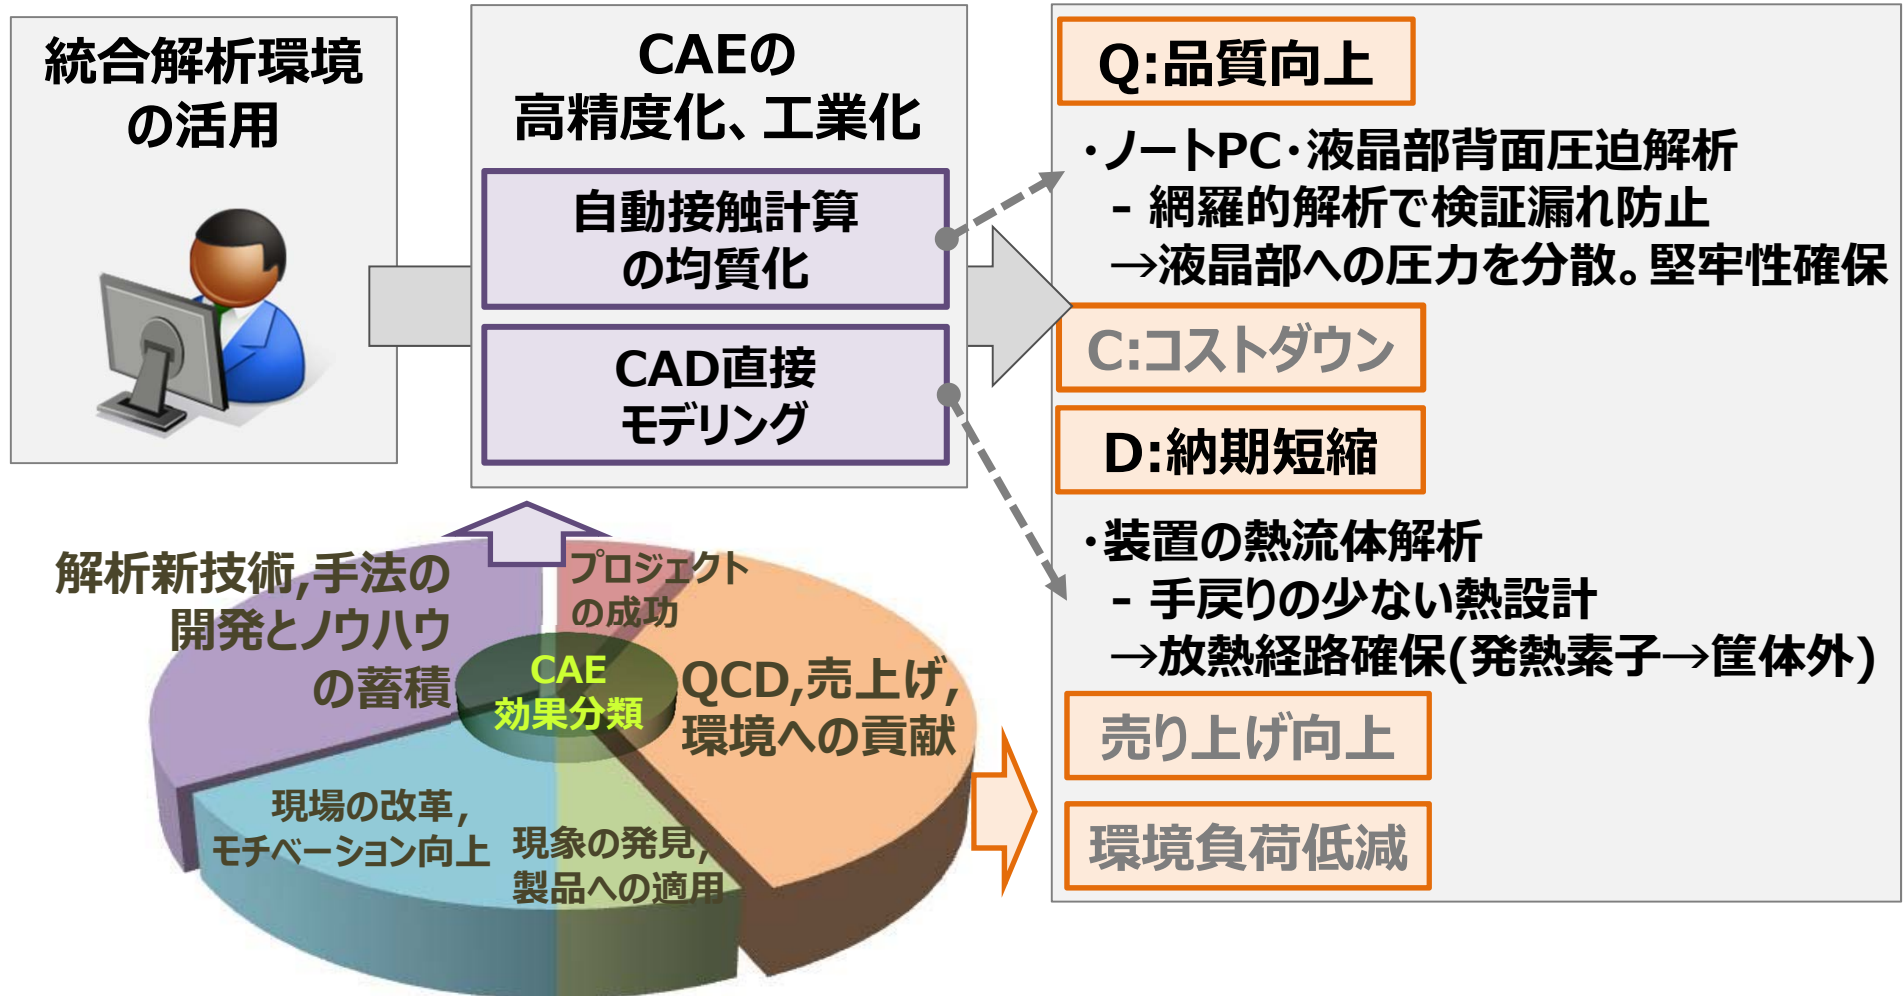 統合解析環境
の活用
CAEの
高精度化、工業化
自動接触計算
の均質化
CAD直接
モデリング
Q:品質向上
・ノートPC・液晶部背面圧迫解析
- 網羅的解析で検証漏れ防止
→液晶部への圧力を分散。堅牢性確保
C:コストダウン
D:納期短縮
・装置の熱流体解析
- 手戻りの少ない熱設計
→放熱経路確保(発熱素子→筐体外)
売り上げ向上
環境負荷低減
解析新技術,手法の
開発とノウハウ
の蓄積
プロジェクト
の成功
CAE
効果分類
QCD,売上げ,
環境への貢献
現場の改革,
モチベーション向上
現象の発見,
製品への適用